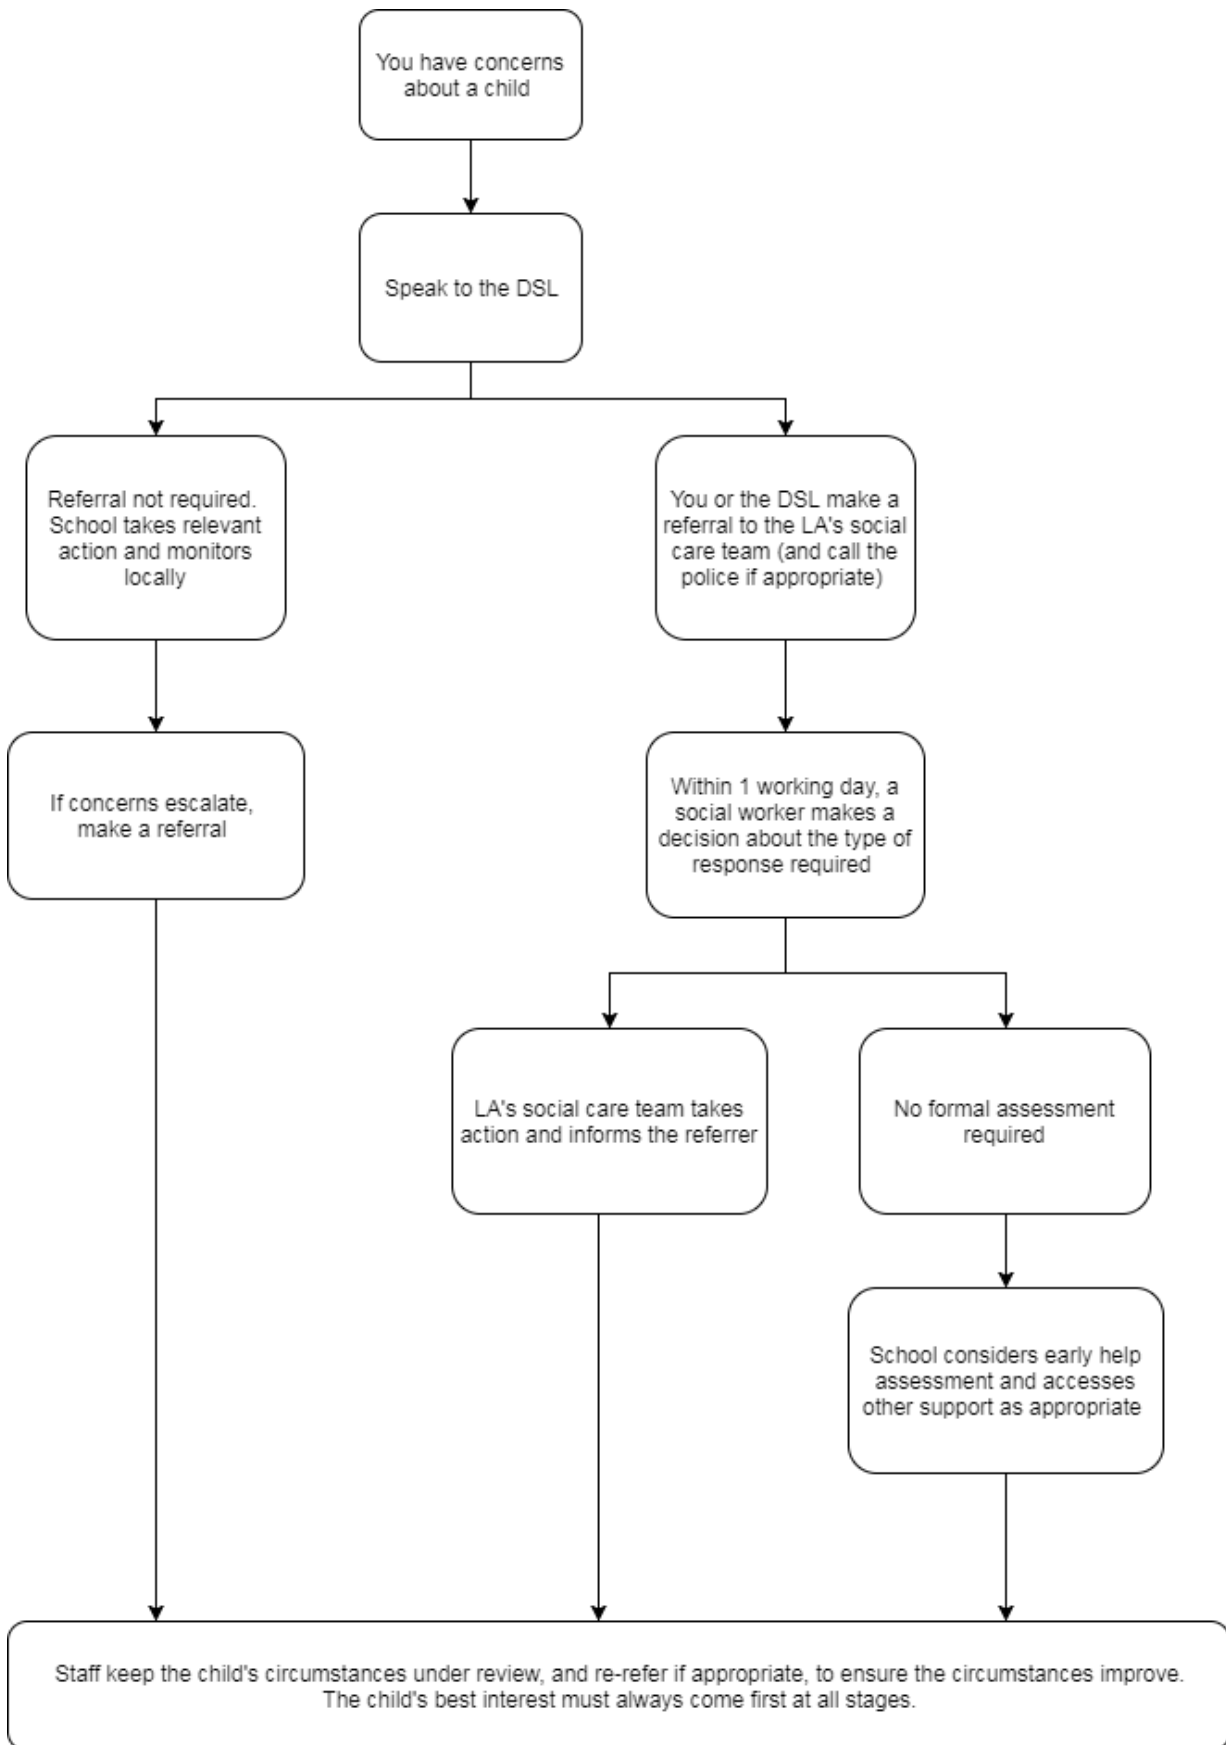 You have concerns
about a child
Speak to the DSL
Referral not required.
School takes relevant
action and monitors
locally
You or the DSL make a
referral to the LA's social
care team (and call the
police if appropriate)
If concerns escalate,
make a referral
Within 1 working day, a
social worker makes a
decision about the type of
response required
LA's social care team takes
action and informs the referrer
No formal assessment
required
School considers early help
assessment and accesses
other support as appropriate
Staff keep the child's circumstances under review, and re-refer if appropriate, to ensure the circumstances improve.
The child's best interest must always come first at all stages.